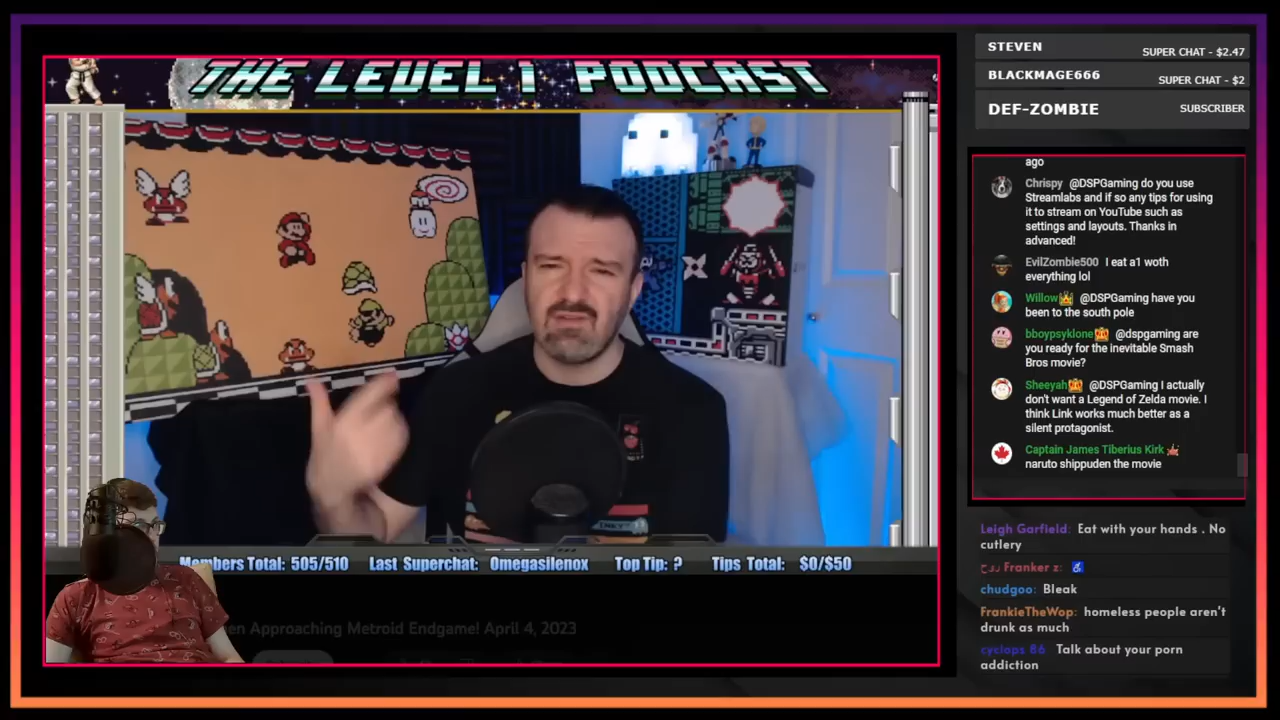 THE LEVEL 1 PODCAST
STEVEN
SUPER CHAT - $2.47
BLACKMAGE666
SUPER CHAT - $2
DEF-ZOMBIE
SUBSCRIBER
ago
Chrispy @DSPGaming do you use
Streamlabs and if so any tips for using
it to stream on YouTube such as
settings and layouts. Thanks in
advanced!
EvilZombie500 I eat a1 woth
everything lol
Willow @DSPGaming have you
been to the south pole
bboypsyklone @dspgaming are
you ready for the inevitable Smash
Bros movie?
Sheeyah @DSPGaming I actually
don't want a Legend of Zelda movie. I
think Link works much better as a
silent protagonist.
Captain James Tiberius Kirk
naruto shippuden the movie
Leigh Garfield: Eat with your hands . No
cutlery
Franker z:
chudgoo: Bleak
FrankieTheWop: homeless people aren't
drunk as much
cyclops 86 Talk about your porn
addiction
Members Total: 505/510 Last Superchat: Omegasilenox Top Tip: ? Tips Total: $0/$50
Approaching Metroid Endgame! April 4, 2023